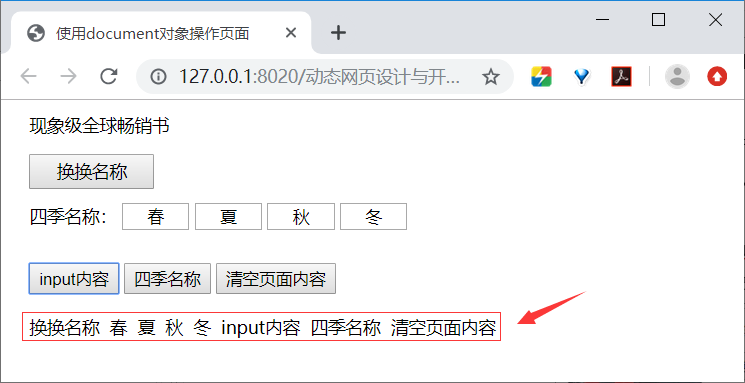 使用document对象操作页面
127.0.0.1:8020/动态网页设计与开...
现象级全球畅销书
换换名称
四季名称: 春 夏 秋 冬
input内容 四季名称 清空页面内容
换换名称 春 夏 秋 冬 input内容 四季名称 清空页面内容